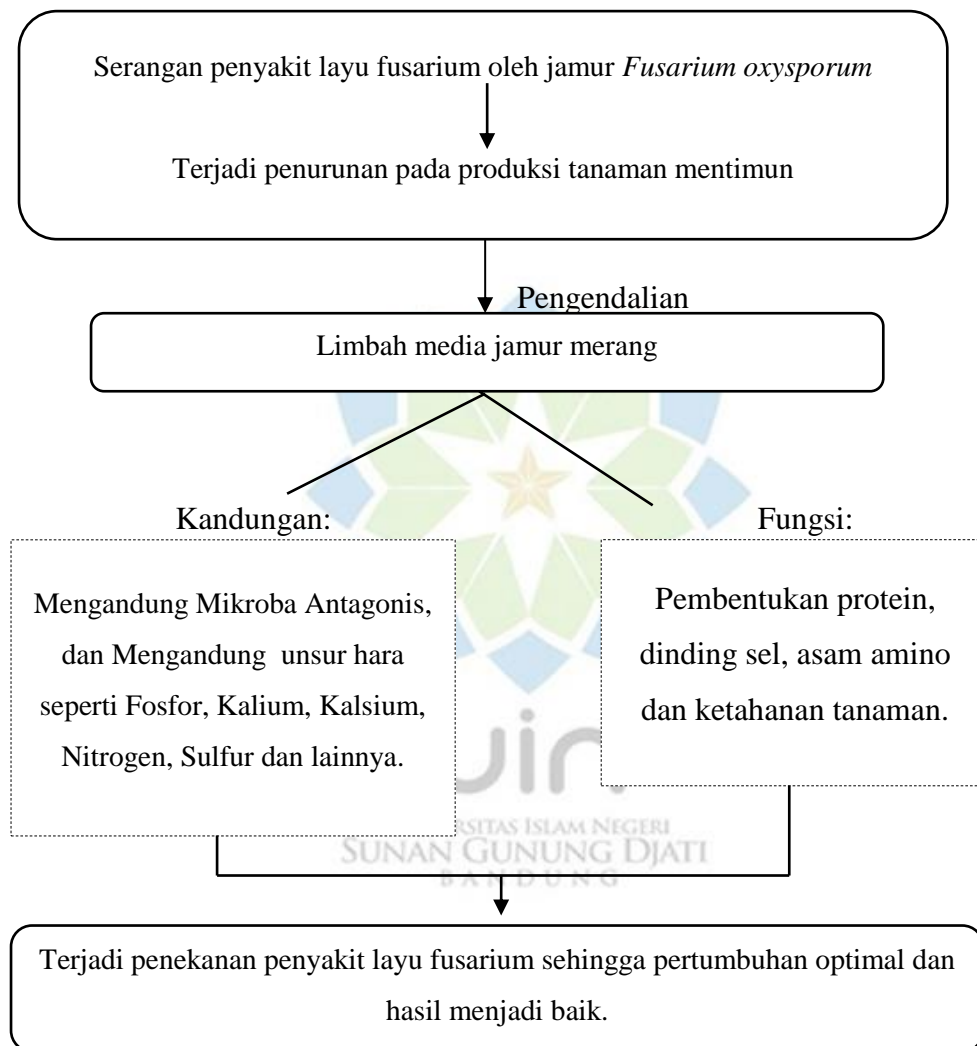 Serangan penyakit layu fusarium oleh jamur Fusarium oxysporum
Terjadi penurunan pada produksi tanaman mentimun
Pengendalian
Limbah media jamur merang
Kandungan:
Mengandung Mikroba Antagonis,
dan Mengandung unsur hara
seperti Fosfor, Kalium, Kalsium,
Nitrogen, Sulfur dan lainnya.
Fungsi:
Pembentukan protein,
dinding sel, asam amino
dan ketahanan tanaman.
ISLAM NEGERI
SUNAN GUNUNG DJATI
BANDUNG
Terjadi penekanan penyakit layu fusarium sehingga pertumbuhan optimal dan
hasil menjadi baik.